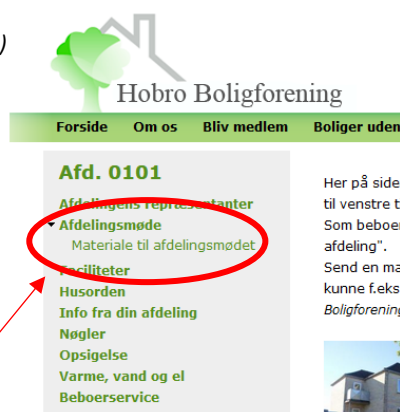 )
Hobro Boligforening
Forside Om os Bliv medlem Boliger uden
Afd. 0101
Afdelingens repræsentanter
Afdelingsmøde
Materiale til afdelingsmødet
Faciliteter
Husorden
Info fra din afdeling
Nøgler
Opsigelse
Varme, vand og el
Beboerservice
Her på side
til venstre t
Som beboer
afdeling".
Send en ma
kunne f.eks
Boligforening